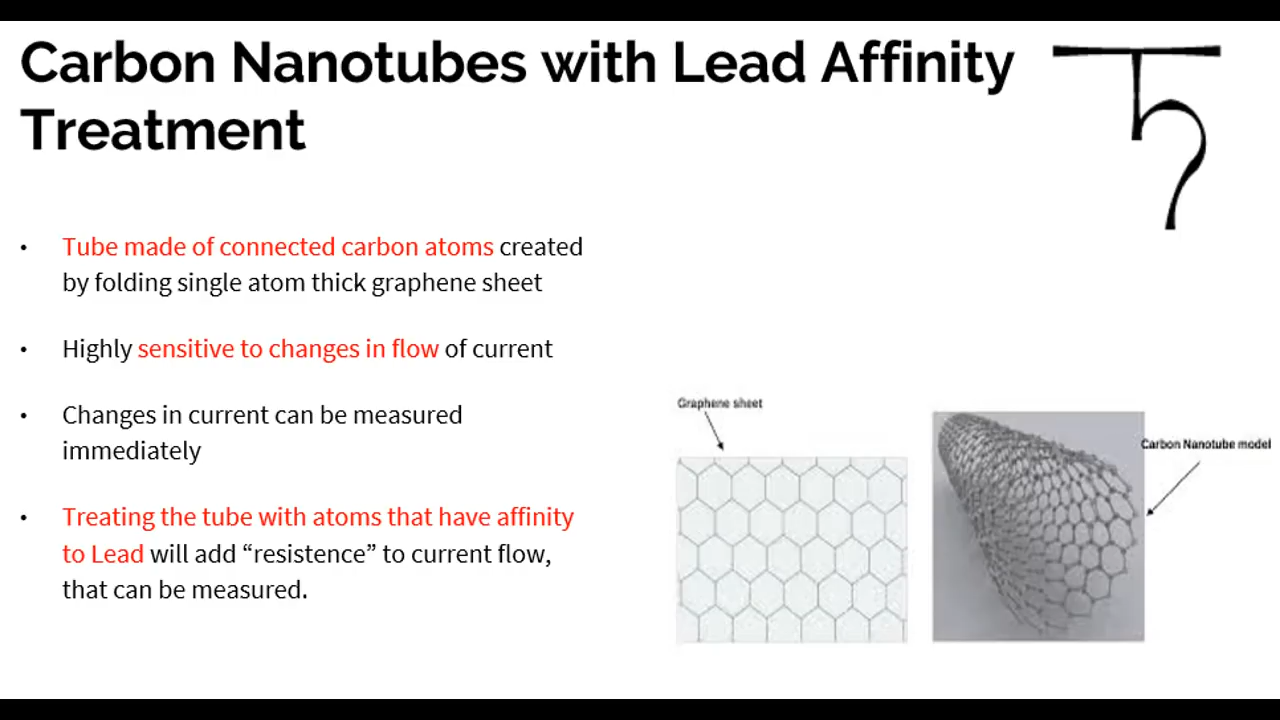 Carbon Nanotubes with Lead Affinity
Treatment
• Tube made of connected carbon atoms created
by folding single atom thick graphene sheet
• Highly sensitive to changes in flow of current
• Changes in current can be measured
immediately
• Treating the tube with atoms that have affinity
to Lead will add “resistence” to current flow,
that can be measured.
Graphene sheet
Carbon Nanotube model